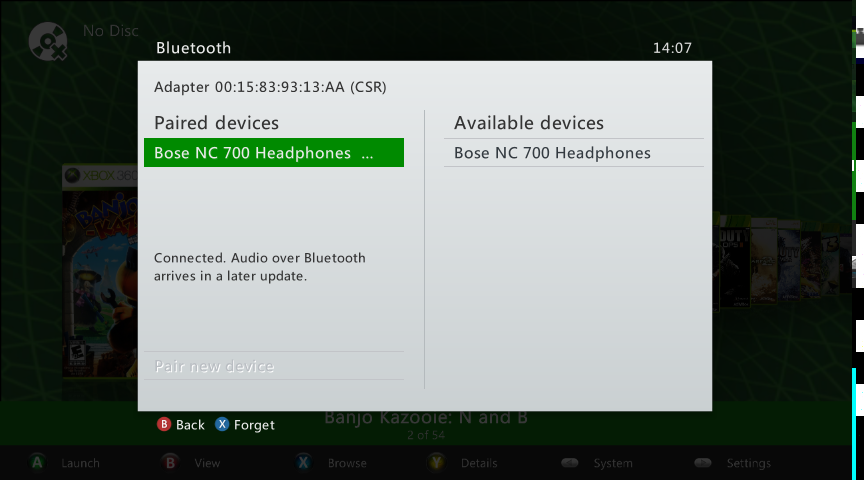 No Disc
Bluetooth
14:07
Adapter 00:15:83:93:13:AA (CSR)
Paired devices
Available devices
Bose NC 700 Headphones ...
Bose NC 700 Headphones
Connected. Audio over Bluetooth
arrives in a later update.
Pair new device
B Back X Forget
Banjo Kazooie: N and B
2 of 54
A Launch B View X Browse Y Details System Settings
XBOX 360